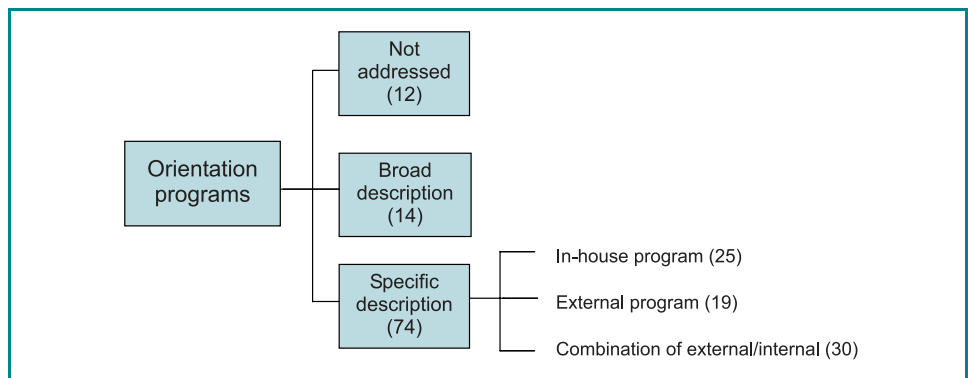 Orientation
programs
Not
addressed
(12)
Broad
description
(14)
Specific
description
(74)
In-house program (25)
External program (19)
Combination of external/internal (30)